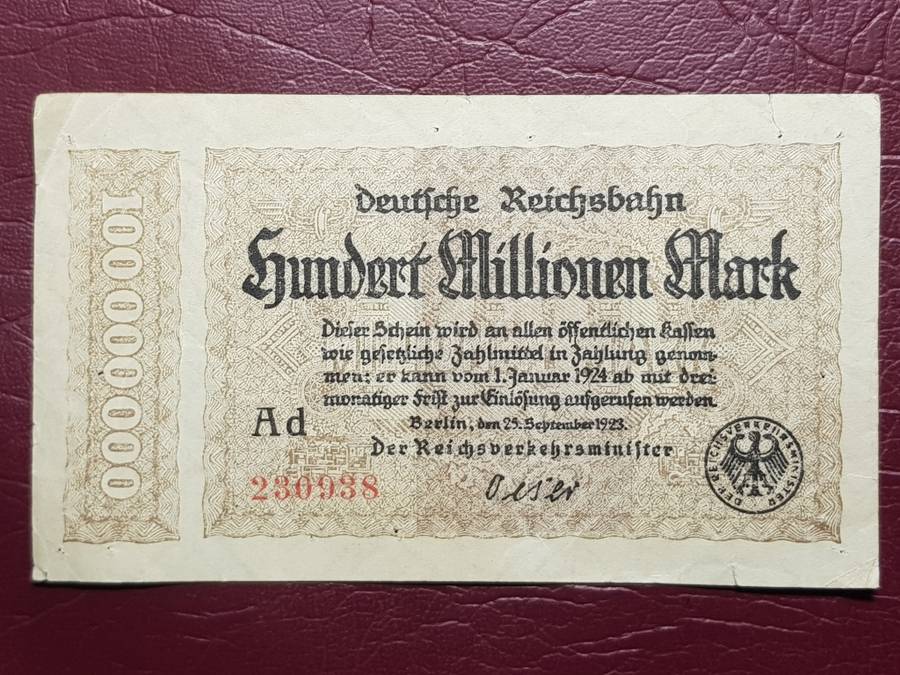 100000000
Deutsche Reichsbahn
Hundert Millionen Mark
Dieser Schein wird an allen öffentlichen Kassen
wie gesetzliche Zahlmittel in Zahlung genom-
men: er kann vom 1. Januar 1924 ab mit drei-
monatiger Frist zur Einlösung aufgerufen werden.
Berlin, den 25. September 1923.
Der Reichsverkehrsminister
Ad
230938
Oeser
DER REICHSVERKEHRSMINISTER